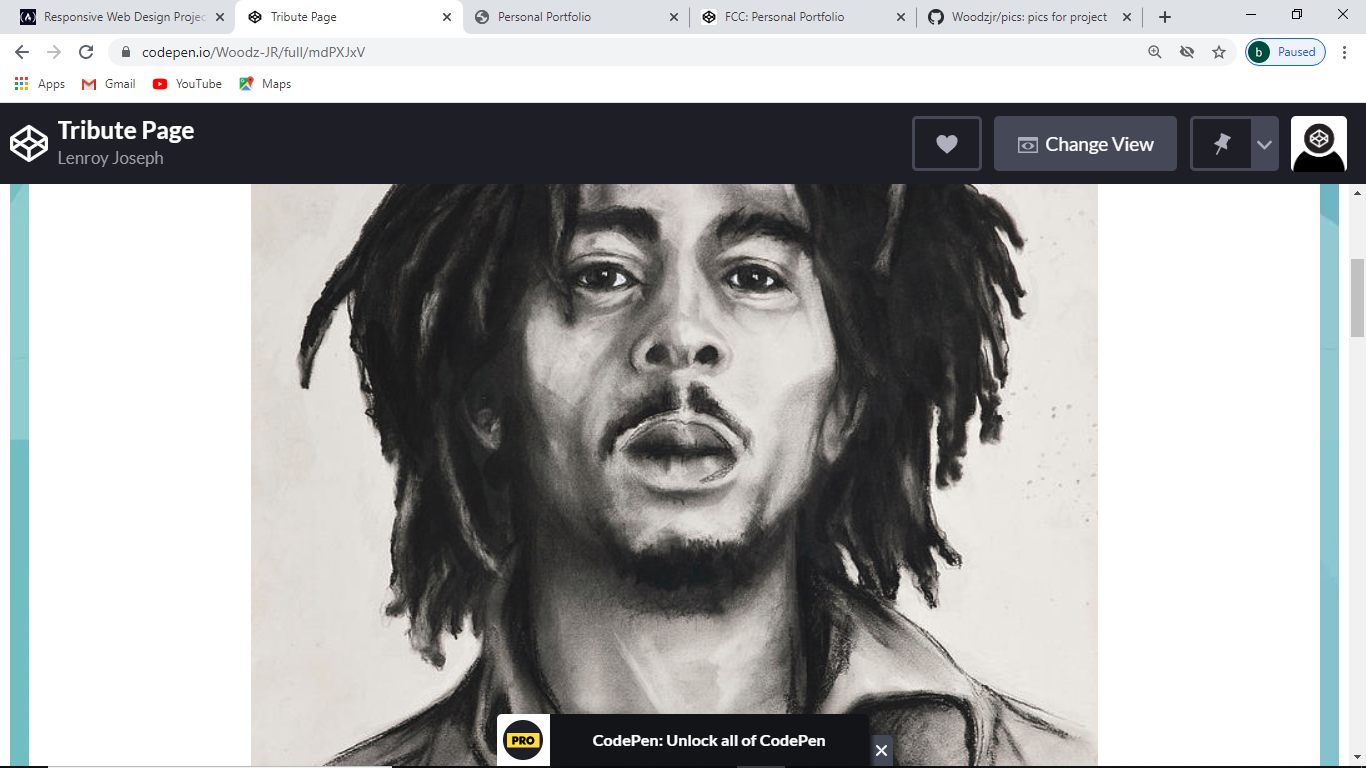 Responsive Web Design Projec
Tribute Page
Personal Portfolio
FCC: Personal Portfolio
Woodzjr/pics: pics for project
codepen.io/Woodz-JR/full/mdPXJxV
b
Paused
Apps
Gmail
YouTube
Maps
Tribute Page
Lenroy Joseph
Change View
PRO
CodePen: Unlock all of CodePen